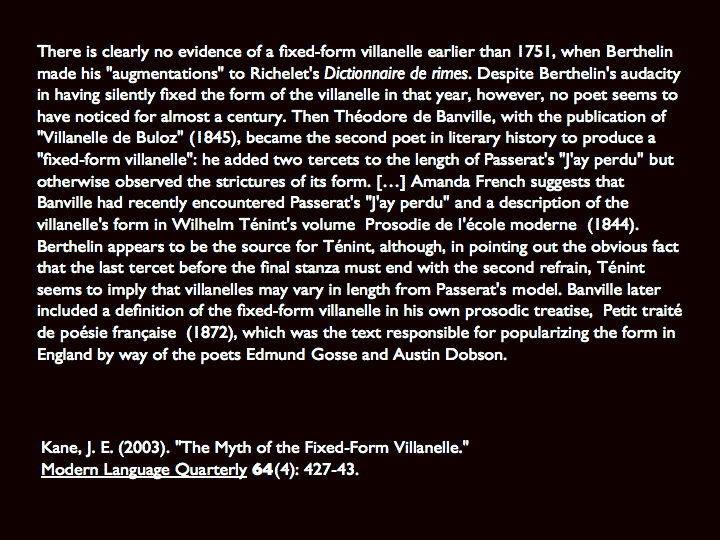 There is clearly no evidence of a fixed-form villanelle earlier than 1751, when Berthelin
made his "augmentations" to Richelet's Dictionnaire de rimes. Despite Berthelin's audacity
in having silently fixed the form of the villanelle in that year, however, no poet seems to
have noticed for almost a century. Then Théodore de Banville, with the publication of
"Villanelle de Buloz" (1845), became the second poet in literary history to produce a
"fixed-form villanelle": he added two tercets to the length of Passerat's "J'ay perdu" but
otherwise observed the strictures of its form. […] Amanda French suggests that
Banville had recently encountered Passerat's "J'ay perdu" and a description of the
villanelle's form in Wilhelm Ténint's volume  Prosodie de l'école moderne  (1844).
Berthelin appears to be the source for Ténint, although, in pointing out the obvious fact
that the last tercet before the final stanza must end with the second refrain, Ténint
seems to imply that villanelles may vary in length from Passerat's model. Banville later
included a definition of the fixed-form villanelle in his own prosodic treatise,  Petit traité
de poésie française  (1872), which was the text responsible for popularizing the form in
England by way of the poets Edmund Gosse and Austin Dobson.
Kane, J. E. (2003). "The Myth of the Fixed-Form Villanelle."
Modern Language Quarterly 64(4): 427-43.